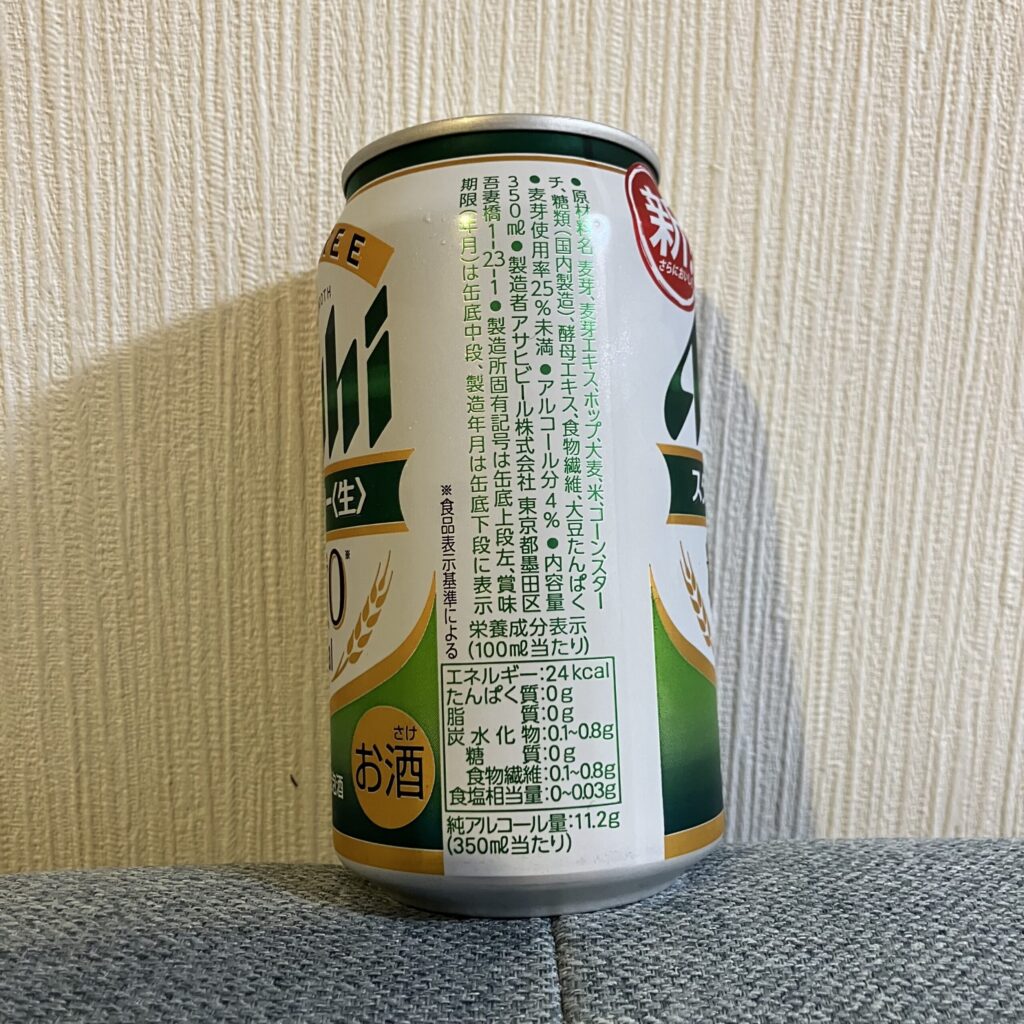 ●原材料名 麦芽、麦芽エキス、ホップ、大麦、米、コーンスター
チ、糖類(国内製造)、酵母エキス、食物繊維、大豆たんぱく
●麦芽使用率25%未満 ●アルコール分4% ●内容量
350ml ●製造者 アサヒビール株式会社 東京都墨田区
吾妻橋1-23-1 ●製造所固有記号は缶底上段左、賞味
期限(年月)は缶底中段、製造年月は缶底下段に表示
※食品表示基準による
栄養成分表示
(100ml当たり)
エネルギー:24kcal
たんぱく質:0g
脂質:0g
炭水化物:0.1~0.8g
糖質:0g
食物繊維:0.1~0.8g
食塩相当量:0~0.03g
純アルコール量:11.2g
(350ml当たり)
hi
〈生〉
0※
さけ
お酒
新
さらにおいし